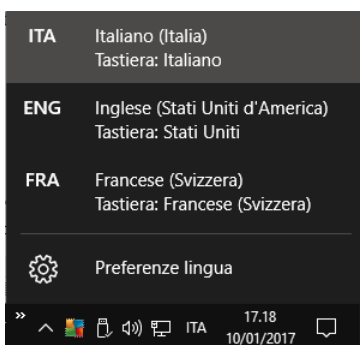 ITA Italiano (Italia)
Tastiera: Italiano
ENG Inglese (Stati Uniti d'America)
Tastiera: Stati Uniti
FRA Francese (Svizzera)
Tastiera: Francese (Svizzera)
Preferenze lingua
» ITA 17.18
10/01/2017